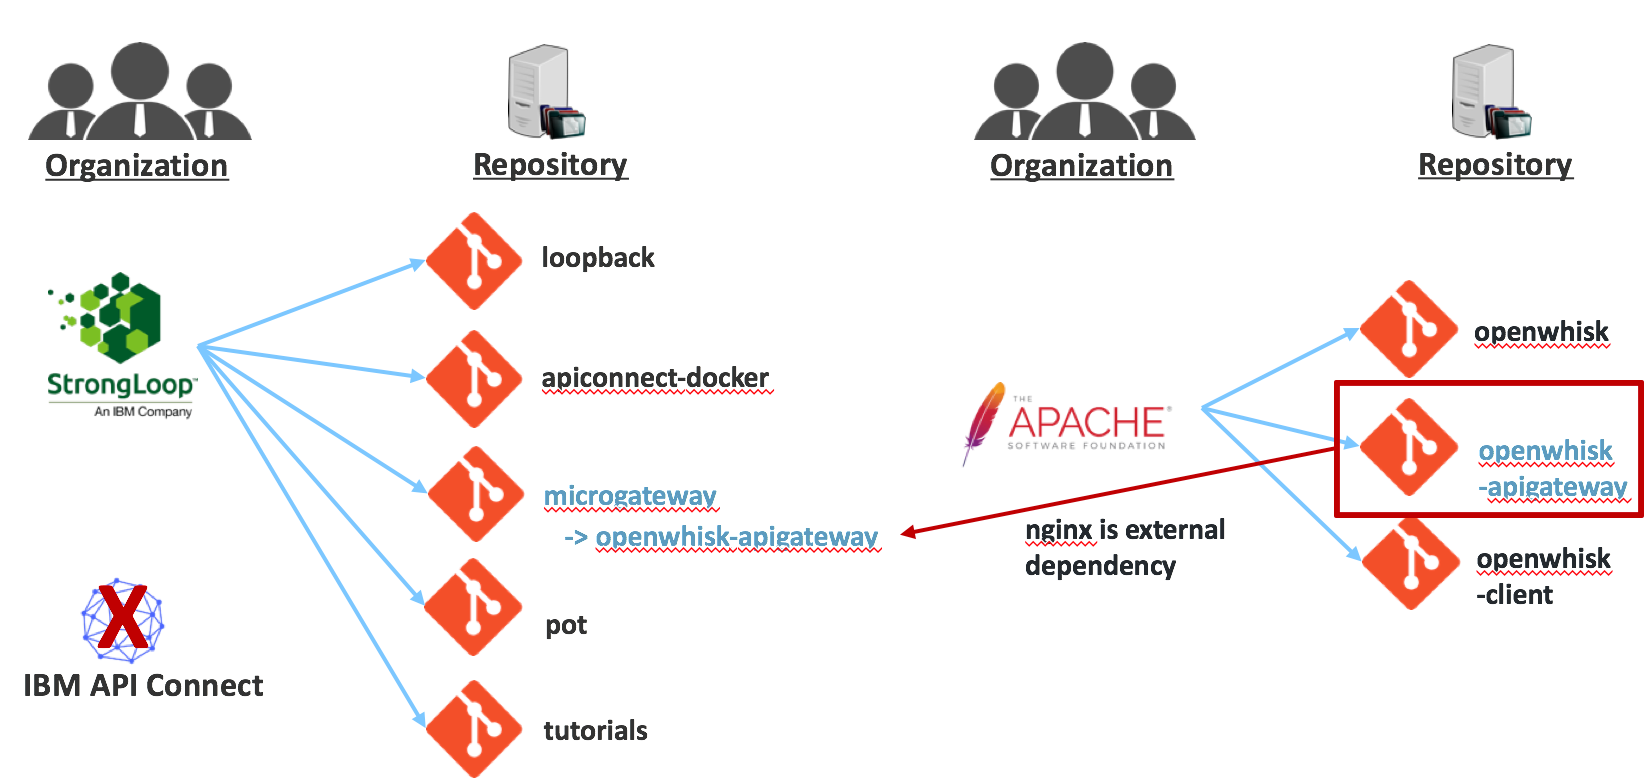 Organization
Repository
Organization
Repository
loopback
StrongLoop™
An IBM Company
apiconnect-docker
microgateway
-> openwhisk-apigateway
pot
X
IBM API Connect
tutorials
openwhisk
THE
APACHE®
SOFTWARE FOUNDATION
openwhisk
-apigateway
nginx is external
dependency
openwhisk
-client